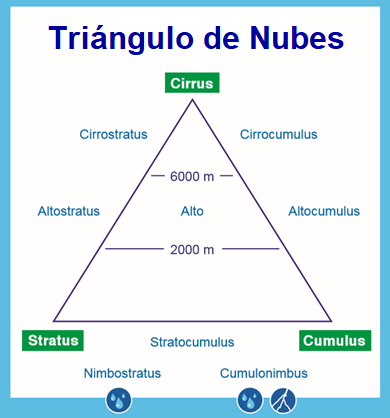 Triángulo de Nubes
Cirrus
Cirrostratus Cirrocumulus
6000 m
Altostratus Alto Altocumulus
2000 m
Stratus Stratocumulus Cumulus
Nimbostratus Cumulonimbus